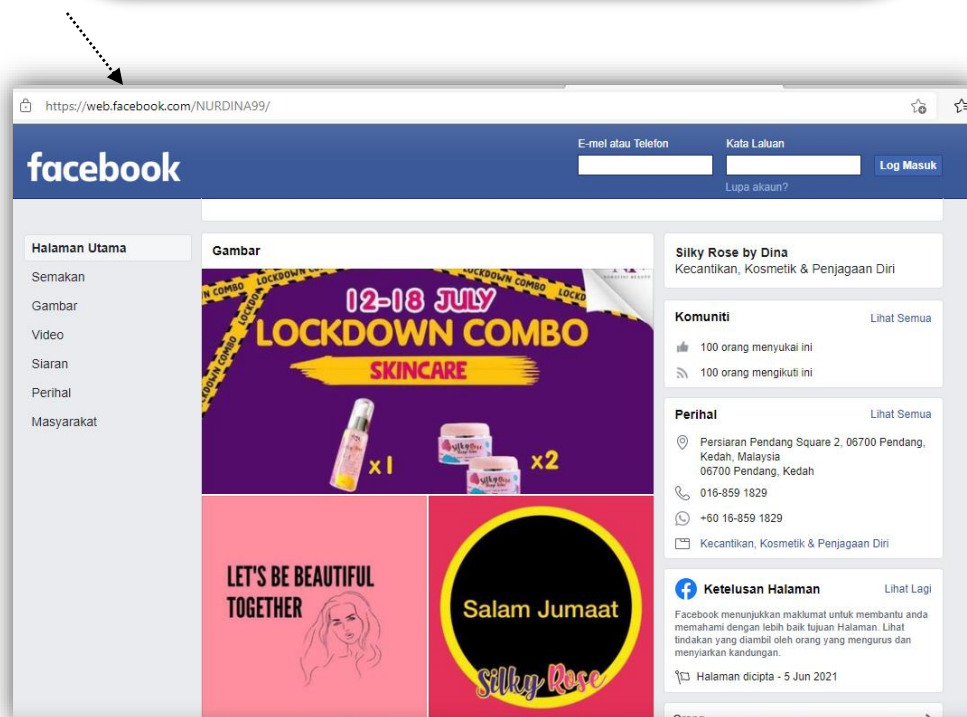 https://web.facebook.com/NURDINA99/
facebook
E-mel atau Telefon
Kata Laluan
Log Masuk
Lupa akaun?
Halaman Utama
Semakan
Gambar
Video
Siaran
Perihal
Masyarakat
Gambar
LOCKDOWN COMBO
12-18 JULY
LOCKDOWN COMBO
SKINCARE
x1
x2
LET'S BE BEAUTIFUL
TOGETHER
Salam Jumaat
Silky Rose
Silky Rose by Dina
Kecantikan, Kosmetik & Penjagaan Diri
Komuniti
Lihat Semua
100 orang menyukai ini
100 orang mengikuti ini
Perihal
Lihat Semua
Persiaran Pendang Square 2, 06700 Pendang,
Kedah, Malaysia
06700 Pendang, Kedah
016-859 1829
+60 16-859 1829
Kecantikan, Kosmetik & Penjagaan Diri
Ketelusan Halaman
Lihat Lagi
Facebook menunjukkan maklumat untuk membantu anda
memahami dengan lebih baik tujuan Halaman. Lihat
tindakan yang diambil oleh orang yang mengurus dan
menyiarkan kandungan.
Halaman dicipta - 5 Jun 2021